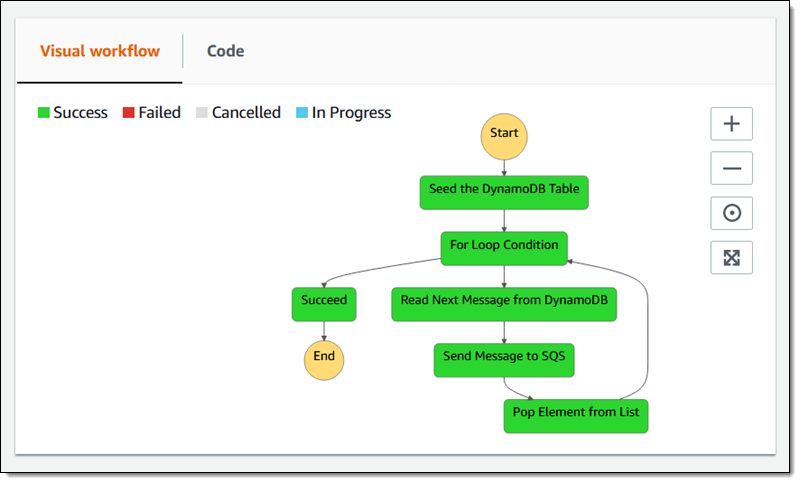 Visual workflow
Code
Success
Failed
Cancelled
In Progress
Start
Seed the DynamoDB Table
For Loop Condition
Succeed
Read Next Message from DynamoDB
End
Send Message to SQS
Pop Element from List